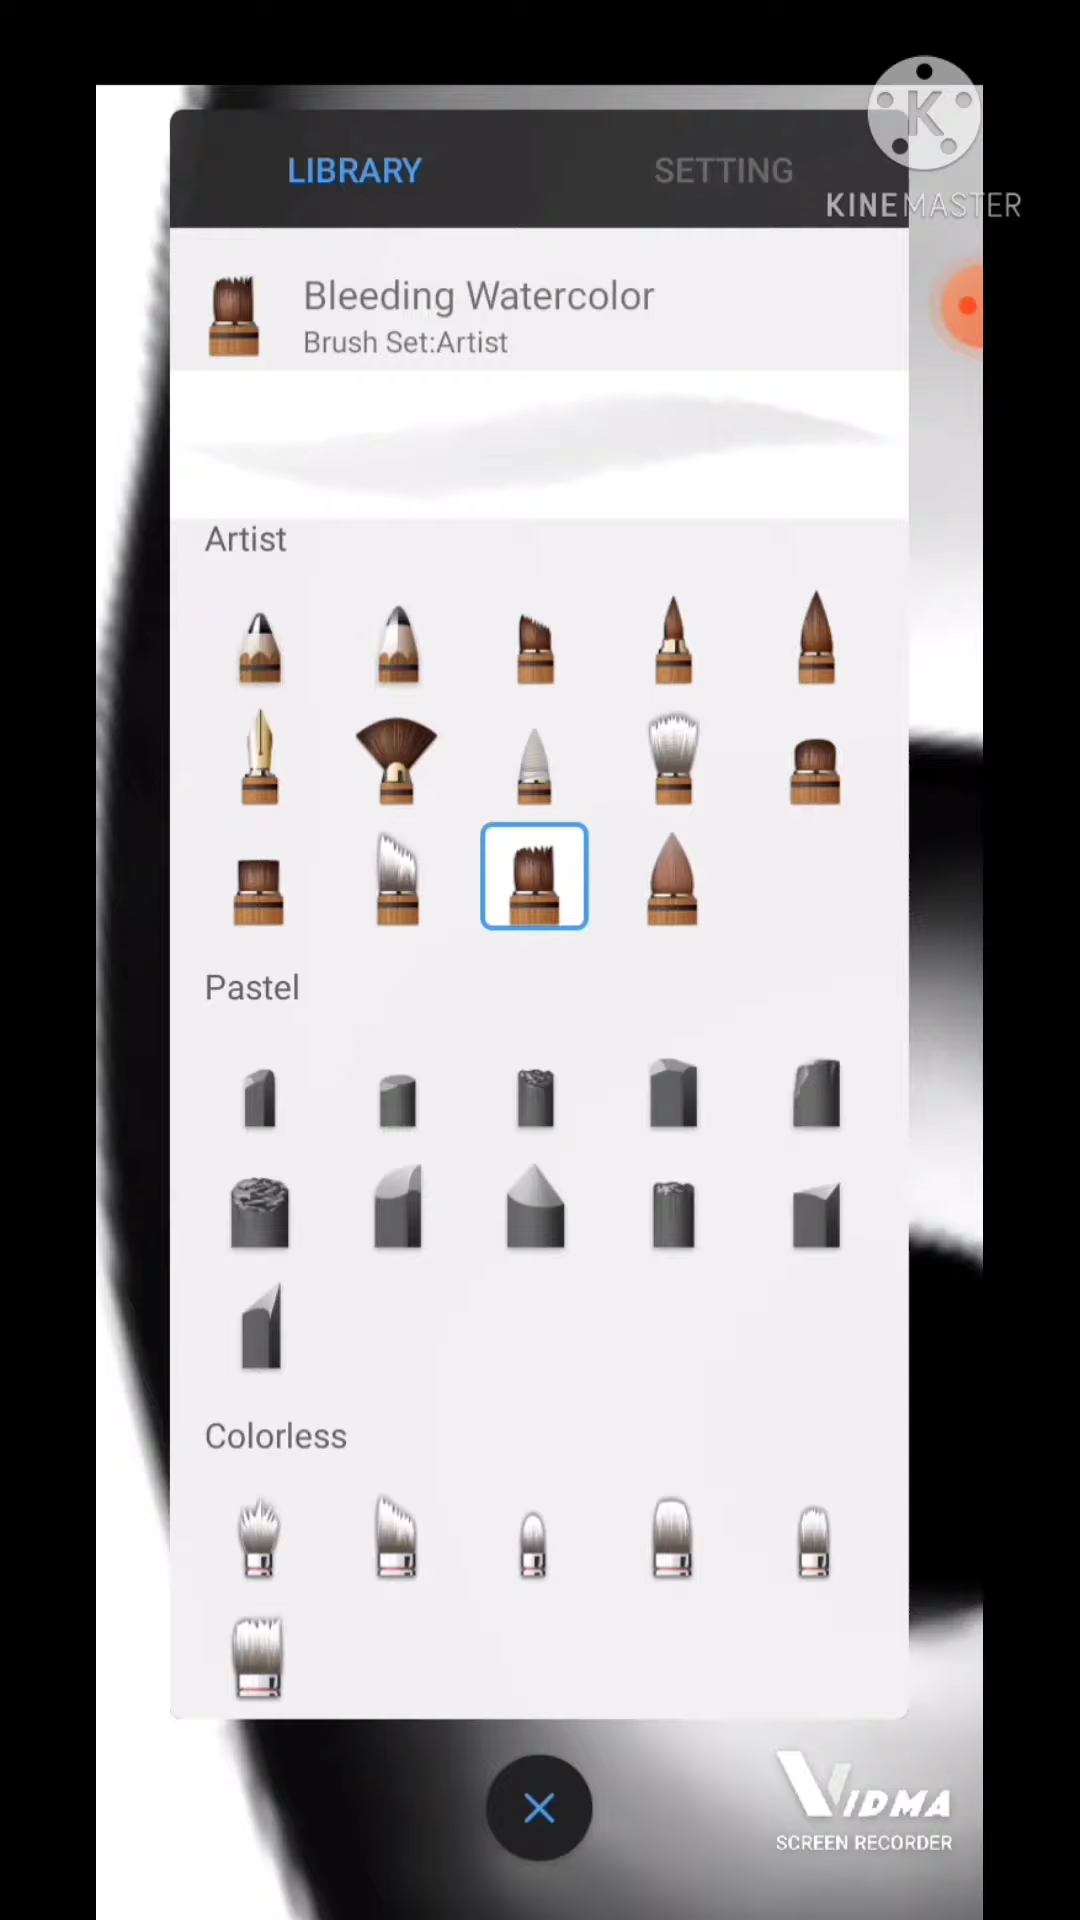 LIBRARY
SETTING
K
KINEMASTER
Bleeding Watercolor
Brush Set:Artist
Artist
Pastel
Colorless
VIDMA
SCREEN RECORDER